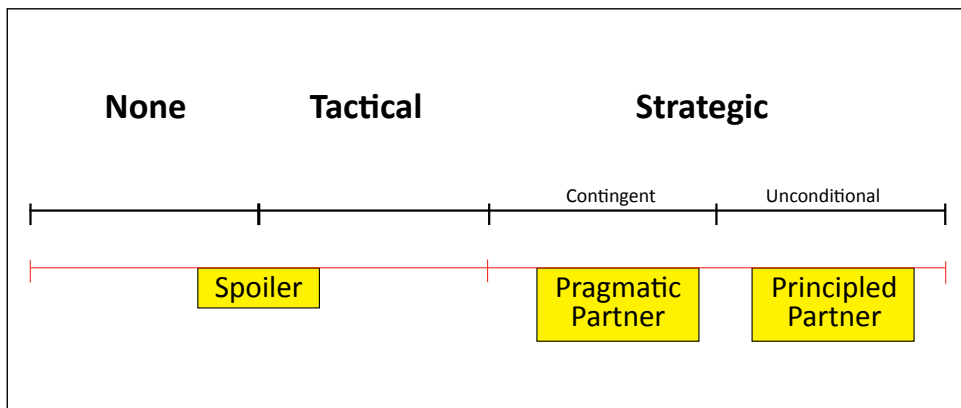 None Tactical Strategic
Contingent Unconditional
Spoiler
Pragmatic
Partner
Principled
Partner